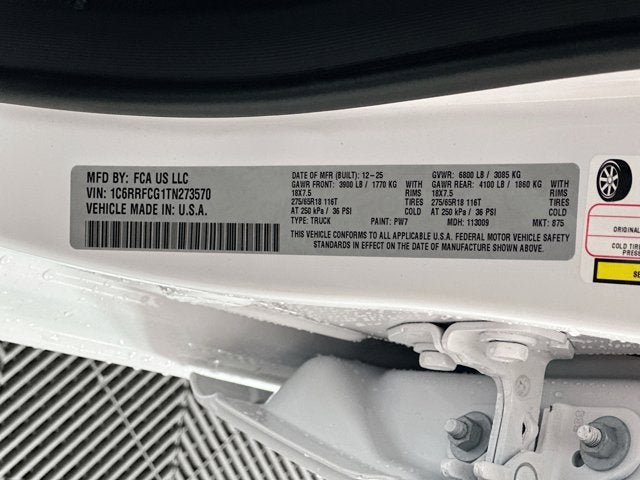 MFD BY: FCA US LLC
VIN: 1C6RRFCG1TN273570
VEHICLE MADE IN U.S.A.
DATE OF MFR (BUILT): 12-25
GAWR FRONT: 3900 LB / 1770 KG WITH
18X7.5 RIMS
275/65R18 116T TIRES
AT 250 kPa / 36 PSI COLD
TYPE: TRUCK PAINT: PW7
GVWR: 6800 LB / 3085 KG
GAWR REAR: 4100 LB / 1860 KG WITH
18X7.5 RIMS
275/65R18 116T TIRES
AT 250 kPa / 36 PSI COLD
MDH: 113009 MKT: 875
THIS VEHICLE CONFORMS TO ALL APPLICABLE U.S.A. FEDERAL MOTOR VEHICLE SAFETY
STANDARDS IN EFFECT ON THE DATE OF MANUFACTURE SHOWN ABOVE.
ORIGINAL
COLD TIRE
PRESS
SE